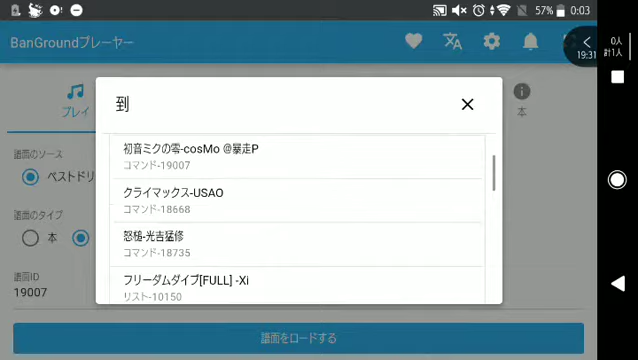 57% 0:03
BanGroundプレーヤー
0人
計1人
19:31
到
プレイ
本
譜面のソース
ベストドリ
譜面のタイプ
本
譜面ID
19007
初音ミクの零-cosMo @暴走P
コマンド-19007
クライマックス-USAO
コマンド-18668
怒槌-光吉猛修
コマンド-18735
フリーダムダイブ[FULL] -Xi
リスト-10150
譜面をロードする